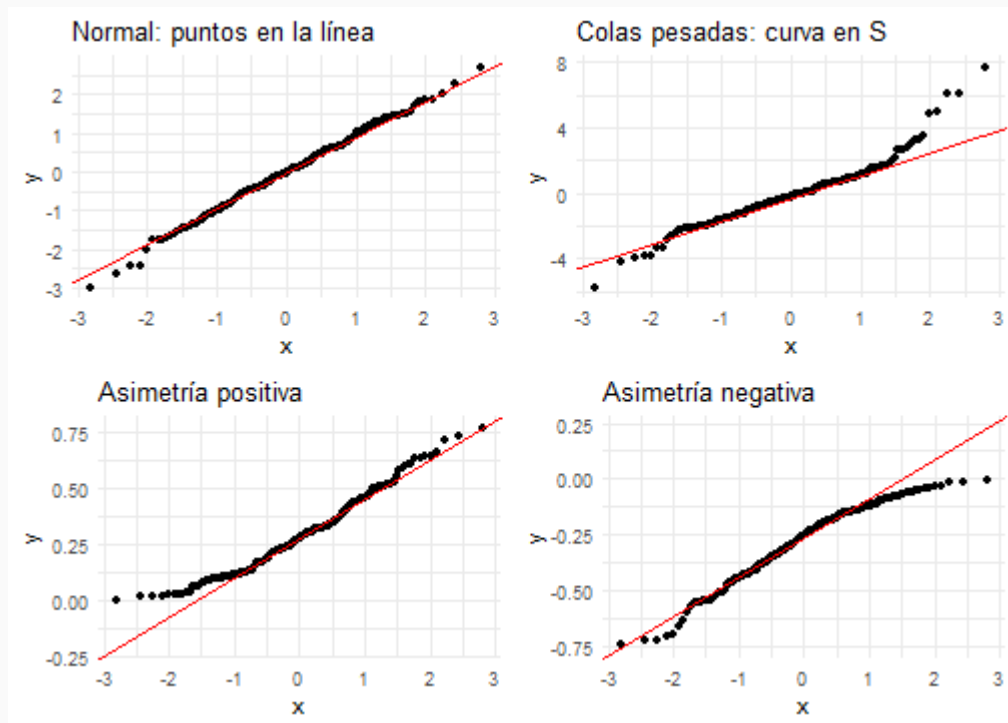 Normal: puntos en la línea
2
1
0
-1
-2
-3
y
-3 -2 -1 0 1 2 3
x
Colas pesadas: curva en S
8
4
0
-4
y
-3 -2 -1 0 1 2 3
x
Asimetría positiva
0.75
0.50
0.25
0.00
-0.25
y
-3 -2 -1 0 1 2 3
x
Asimetría negativa
0.25
0.00
-0.25
-0.50
-0.75
y
-3 -2 -1 0 1 2 3
x